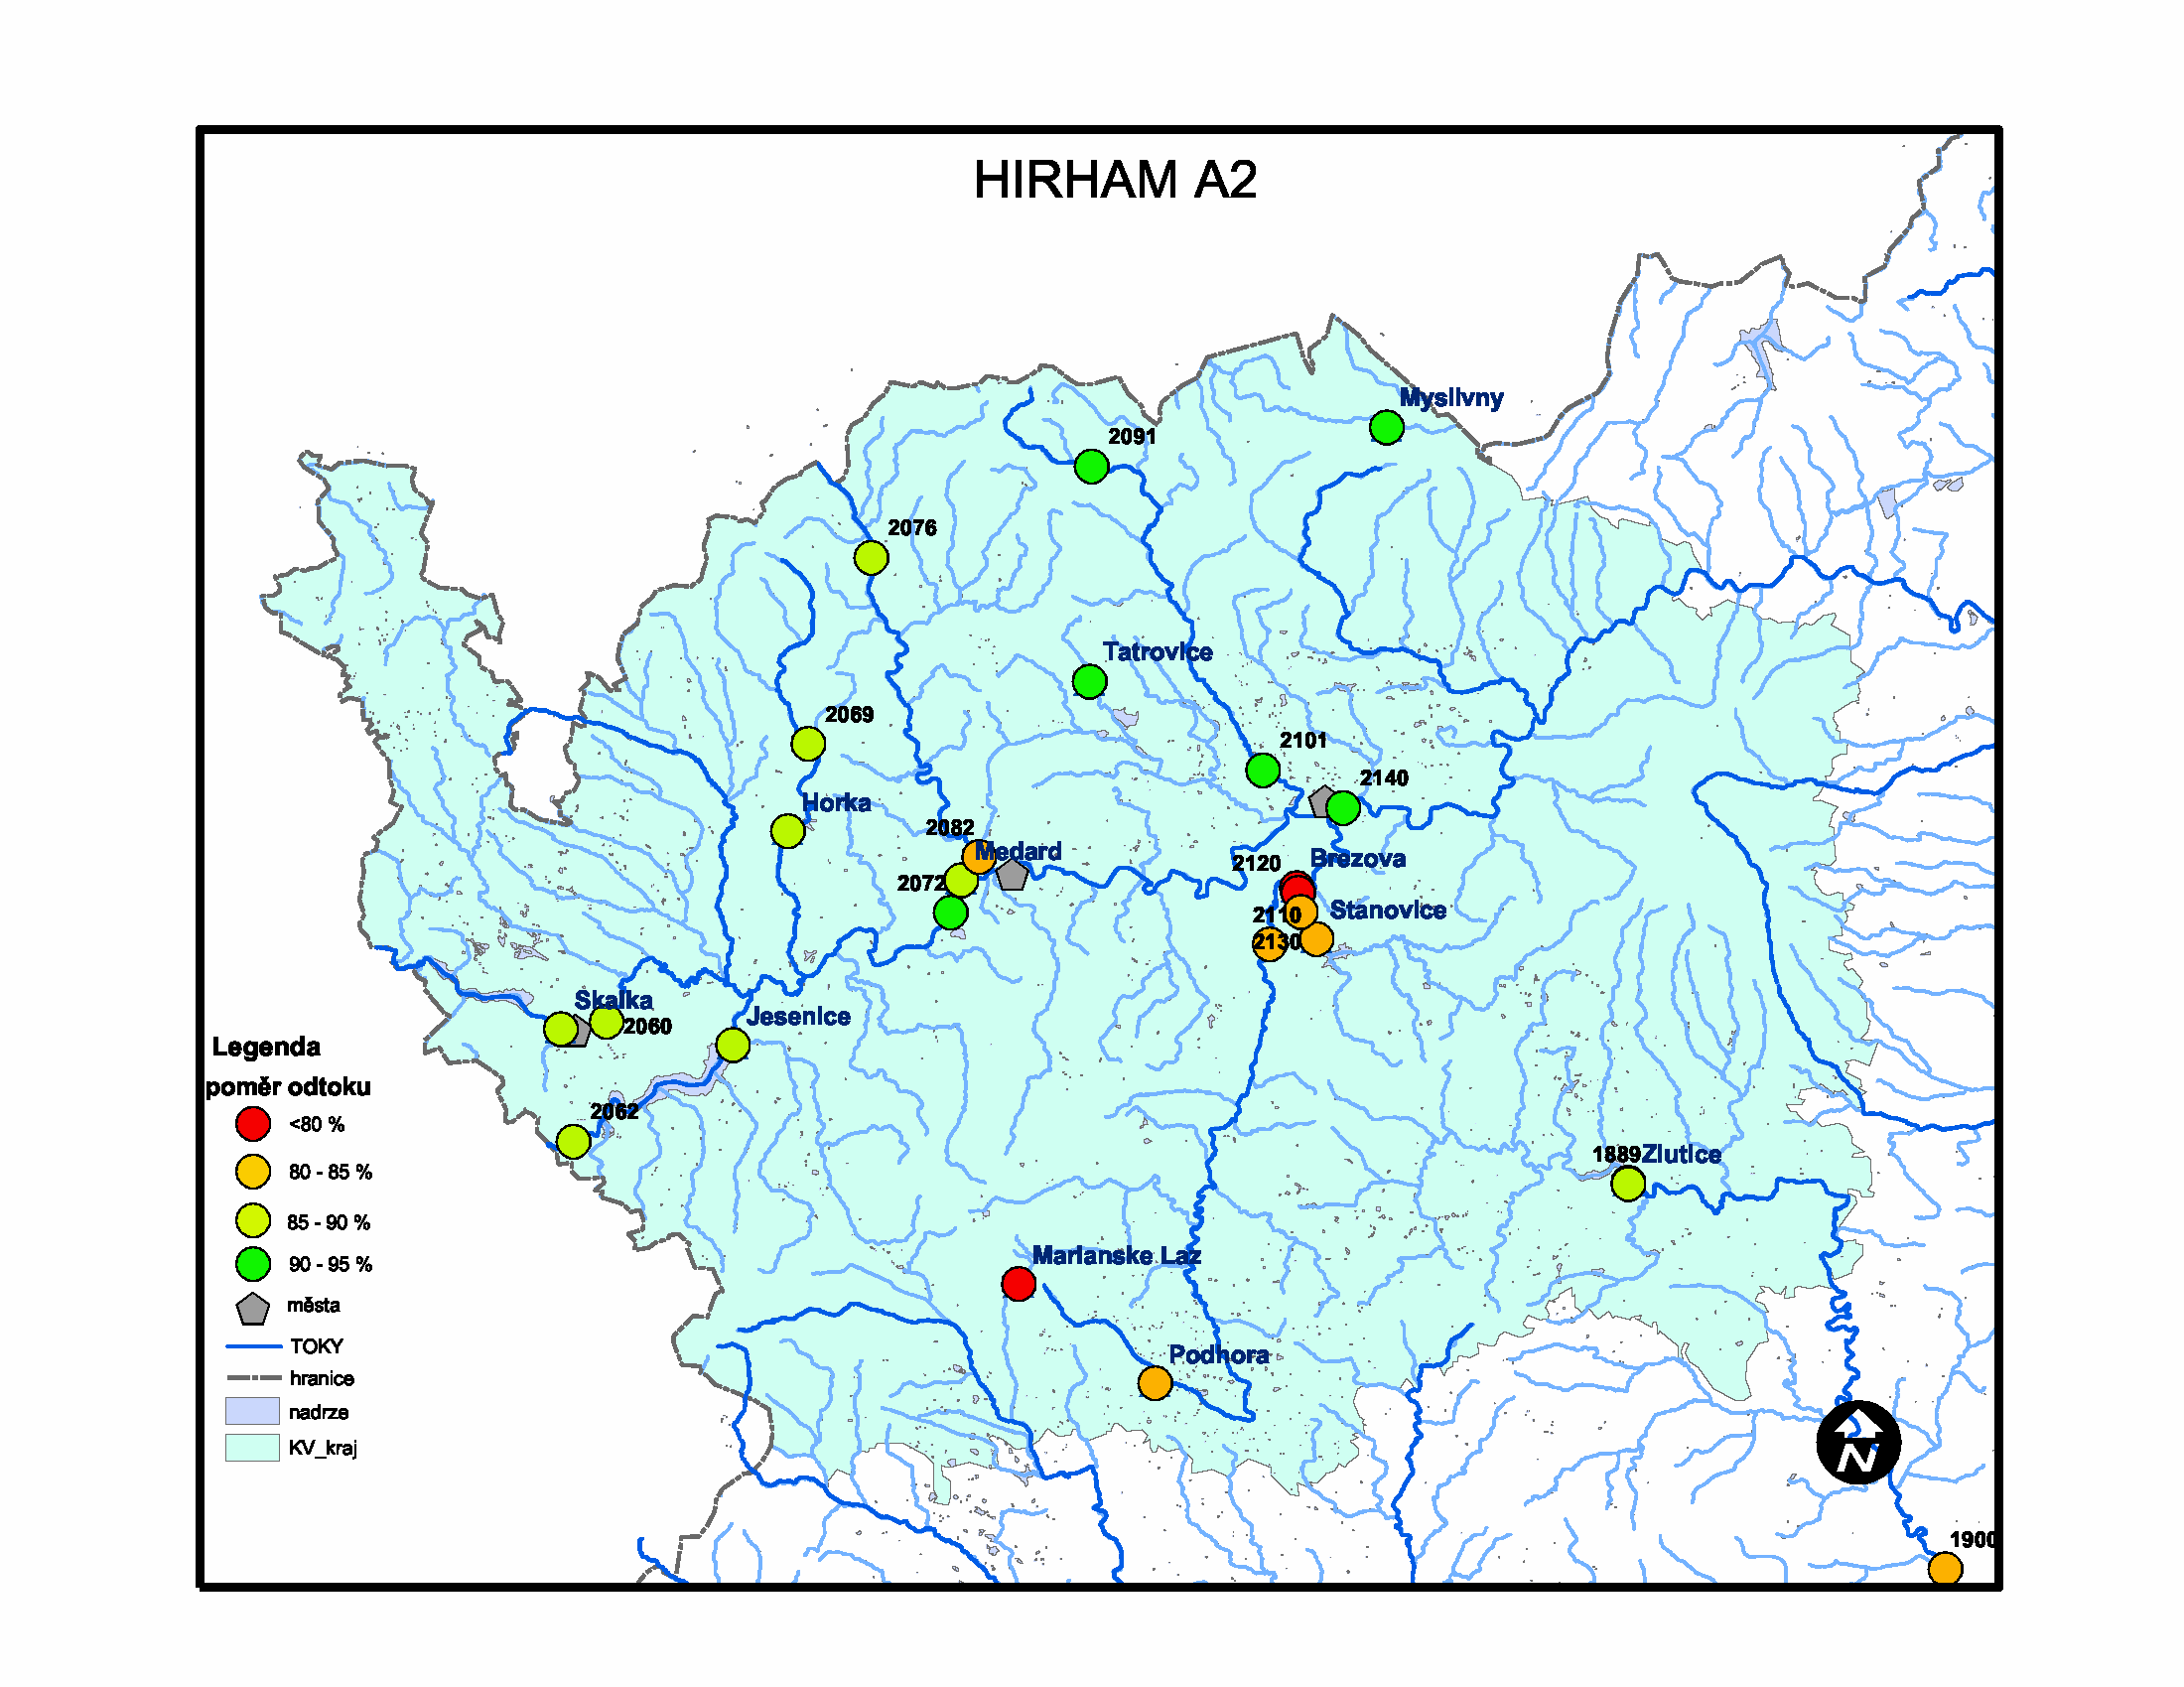 HIRHAM A2
Myslivny
2091
2076
Tatrovice
2069
2101
2140
Horka
2082
Medard
2120
Brezova
2072
2110
Stanovice
2130
Skalka
2060
Jesenice
Legenda
poměr odtoku
<80 %
80 - 85 %
85 - 90 %
90 - 95 %
města
TOKY
hranice
nadrze
KV_kraj
2062
1889 Zlutice
Marianske Laz
Podhora
N
1900